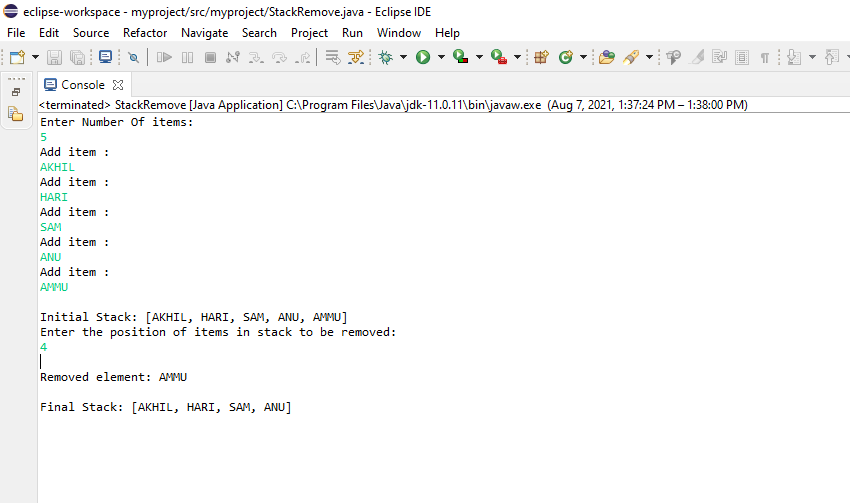 eclipse-workspace - myproject/src/myproject/StackRemove.java - Eclipse IDE
File Edit Source Refactor Navigate Search Project Run Window Help
Console
<terminated> StackRemove [Java Application] C:\Program Files\Java\jdk-11.0.11\bin\javaw.exe (Aug 7, 2021, 1:37:24 PM – 1:38:00 PM)
Enter Number Of items:
5
Add item :
AKHIL
Add item :
HARI
Add item :
SAM
Add item :
ANU
Add item :
AMMU
Initial Stack: [AKHIL, HARI, SAM, ANU, AMMU]
Enter the position of items in stack to be removed:
4
Removed element: AMMU
Final Stack: [AKHIL, HARI, SAM, ANU]